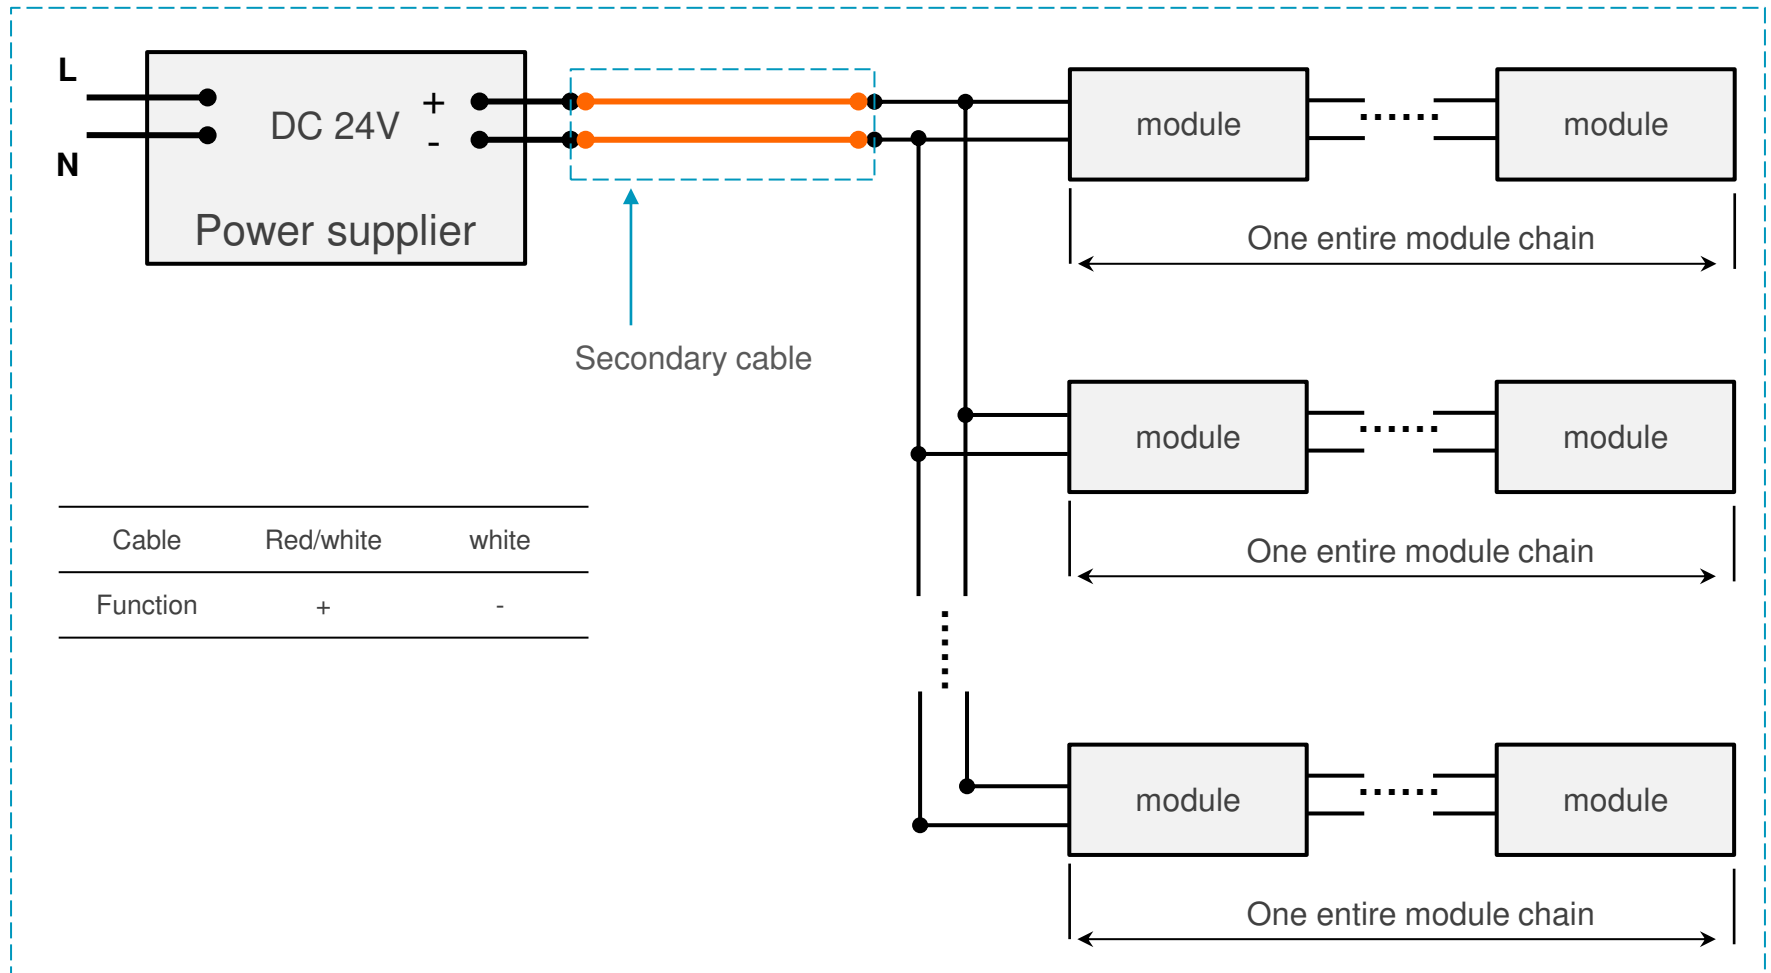 L
N
DC 24V
+
-
Power supplier
Secondary cable
module
......
module
One entire module chain
module
......
module
One entire module chain
Cable Red/white white
Function + -
module
......
module
One entire module chain